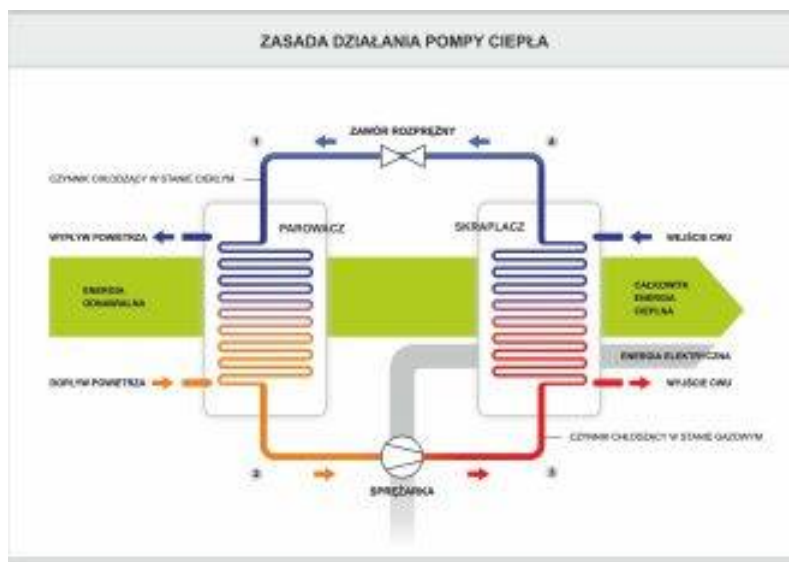 ZASADA DZIAŁANIA POMPY CIEPŁA
1
ZAWÓR ROZPRĘŻNY
4
CZYNNIK CHŁODZĄCY W STANIE CIEKŁYM
PAROWACZ
SKRAPLACZ
WYPŁYW POWIETRZA
WEJŚCIE CWU
ENERGIA
ODNAWIALNA
CAŁKOWITA
ENERGIA
CIEPLNA
ENERGIA ELEKTRYCZNA
DOPŁYW POWIETRZA
WYJŚCIE CWU
CZYNNIK CHŁODZĄCY W STANIE GAZOWYM
2
3
SPRĘŻARKA